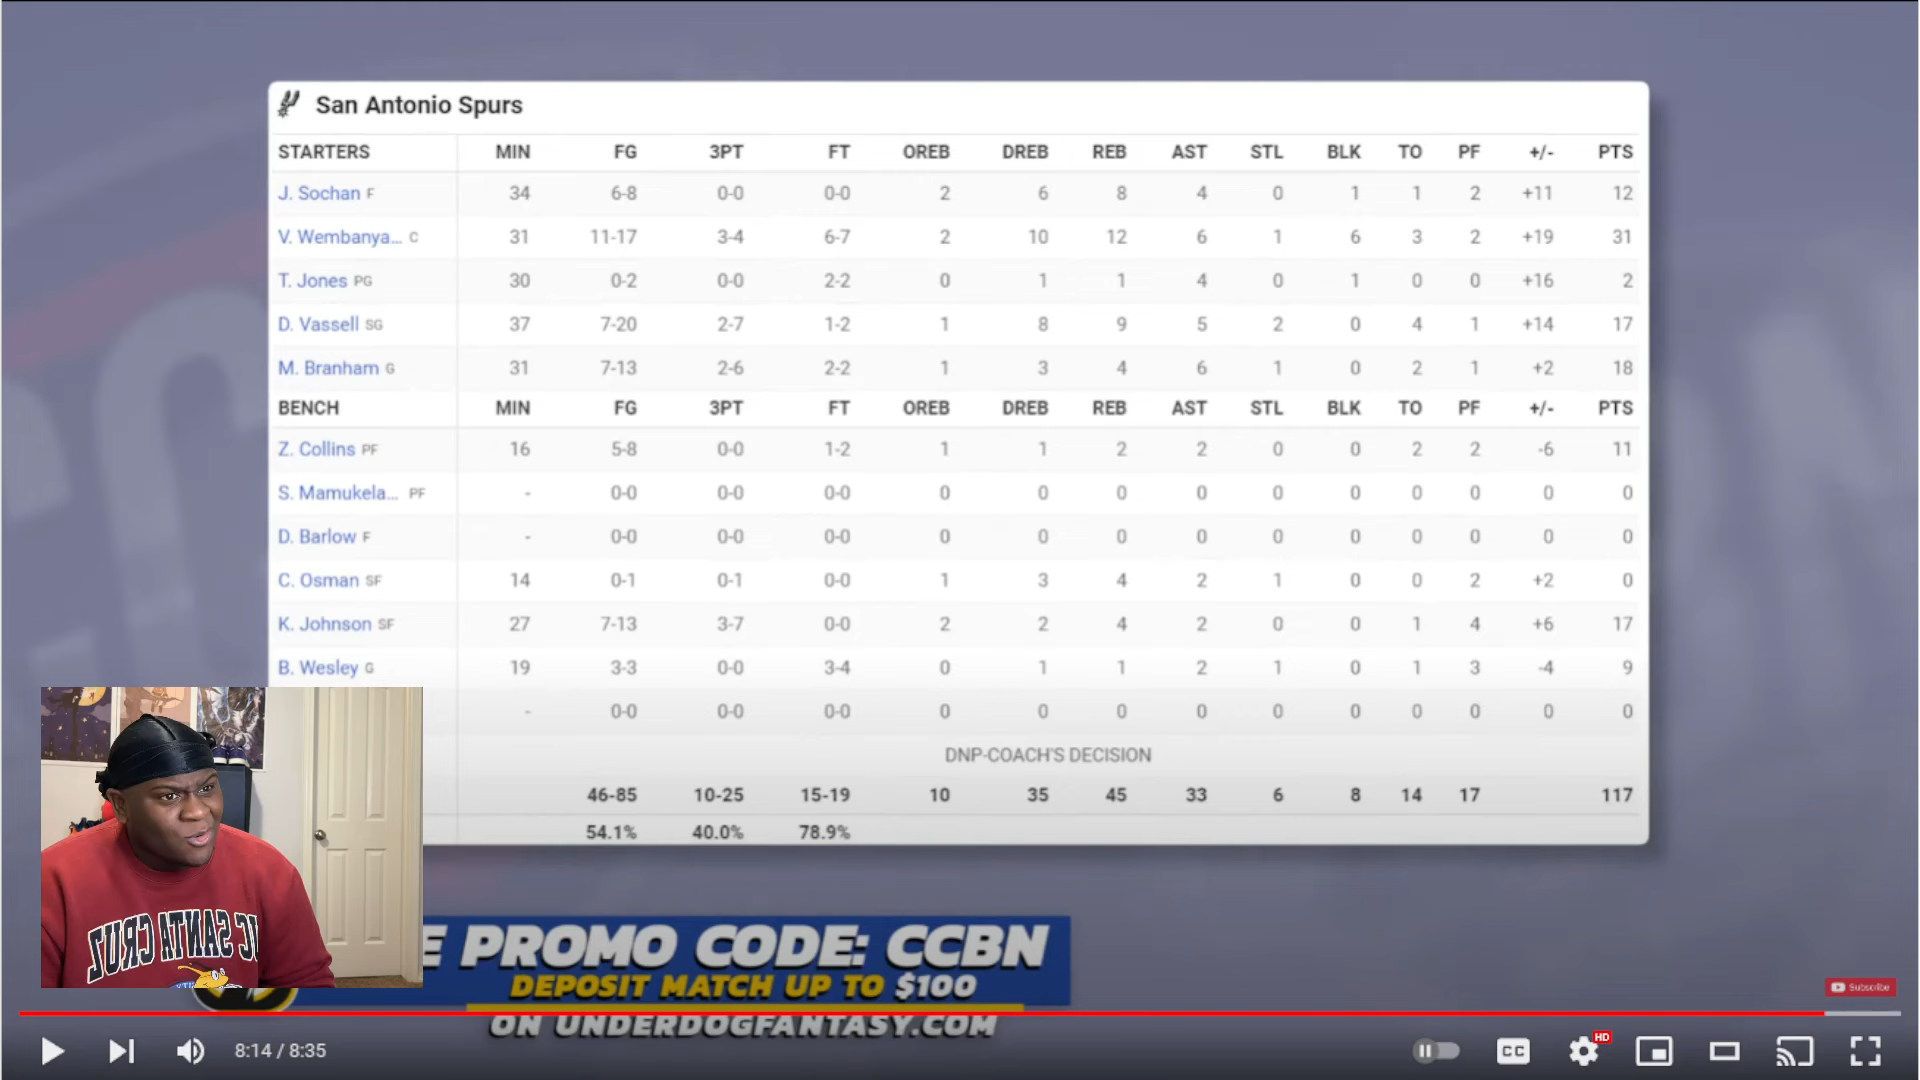 San Antonio Spurs
STARTERS MIN FG 3PT FT OREB DREB REB AST STL BLK TO PF +/- PTS
J. Sochan F 34 6-8 0-0 0-0 2 6 8 4 0 1 1 2 +11 12
V. Wembanya... C 31 11-17 3-4 6-7 2 10 12 6 1 6 3 2 +19 31
T. Jones PG 30 0-2 0-0 2-2 0 1 1 4 0 1 0 0 +16 2
D. Vassell SG 37 7-20 2-7 1-2 1 8 9 5 2 0 4 1 +14 17
M. Branham G 31 7-13 2-6 2-2 1 3 4 6 1 0 2 1 +2 18
BENCH MIN FG 3PT FT OREB DREB REB AST STL BLK TO PF +/- PTS
Z. Collins PF 16 5-8 0-0 1-2 1 1 2 2 0 0 2 2 -6 11
S. Mamukela... PF - 0-0 0-0 0-0 0 0 0 0 0 0 0 0 0 0
D. Barlow F - 0-0 0-0 0-0 0 0 0 0 0 0 0 0 0 0
C. Osman SF 14 0-1 0-1 0-0 1 3 4 2 1 0 0 2 +2 0
K. Johnson SF 27 7-13 3-7 0-0 2 2 4 2 0 0 1 4 +6 17
B. Wesley G 19 3-3 0-0 3-4 0 1 1 2 1 0 1 3 -4 9
- 0-0 0-0 0-0 0 0 0 0 0 0 0 0 0 0
DNP-COACH'S DECISION
46-85 10-25 15-19 10 35 45 33 6 8 14 17 117
54.1% 40.0% 78.9%
UC SANTA CRUZ
E PROMO CODE: CCBN
DEPOSIT MATCH UP TO $100
ON UNDERDOGFANTASY.COM
Subscribe
8:14 / 8:35
CC
HD